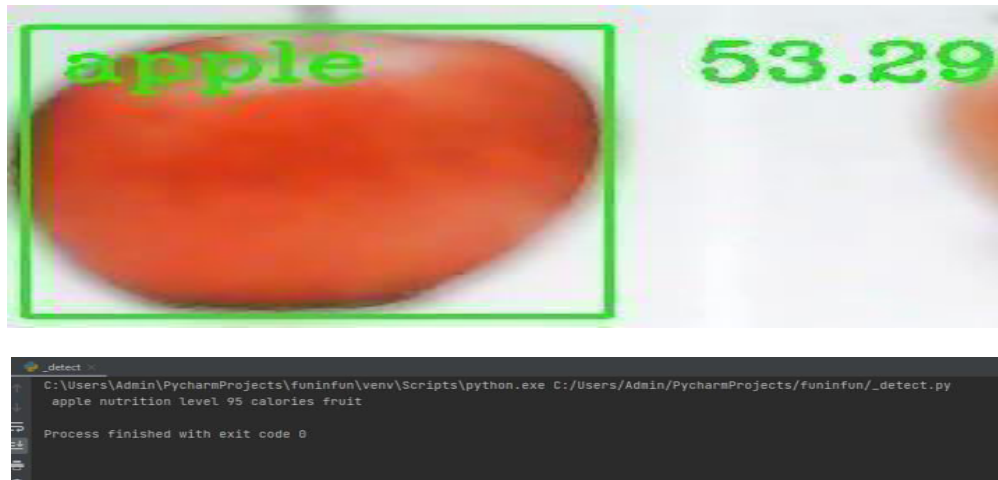 apple 53.29
_detect
C:\Users\Admin\PycharmProjects\funinfun\venv\Scripts\python.exe C:/Users/Admin/PycharmProjects/funinfun/_detect.py
apple nutrition level 95 calories fruit
Process finished with exit code 0